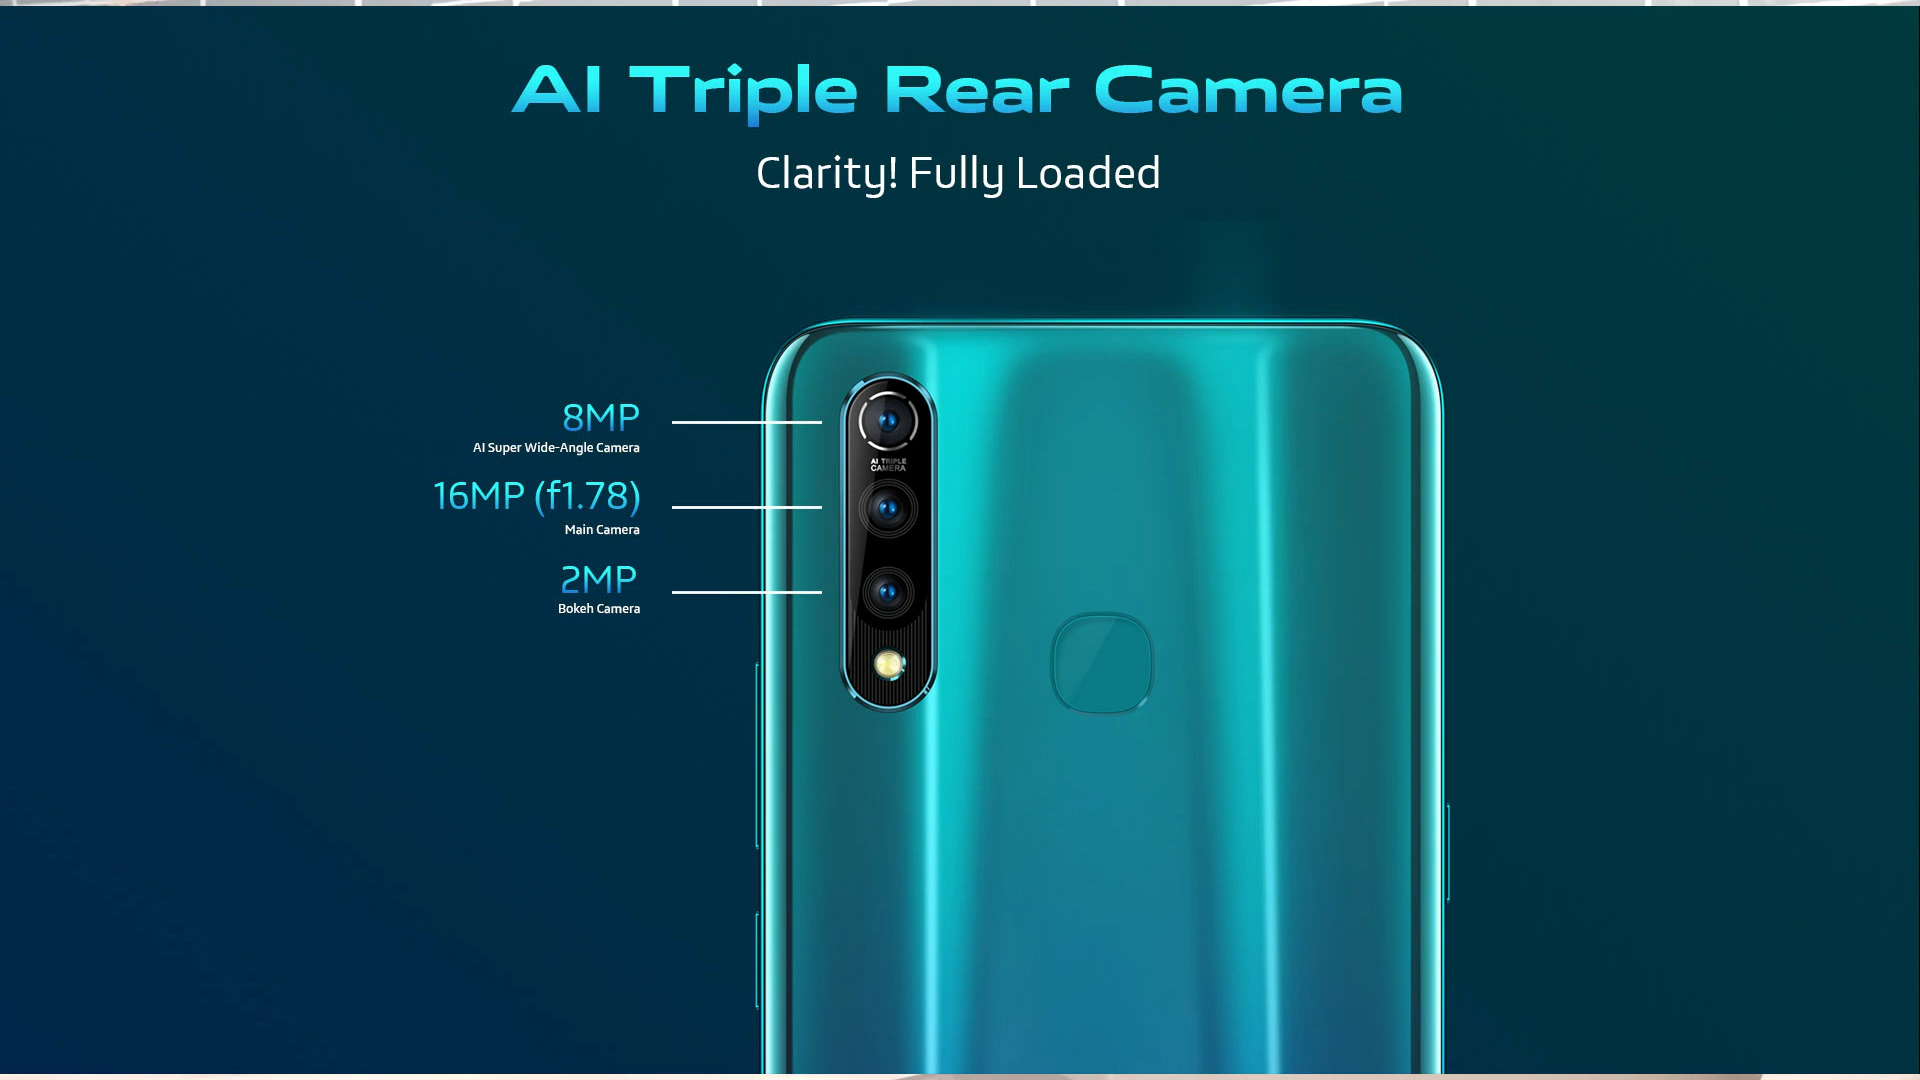 AI Triple Rear Camera
Clarity! Fully Loaded
8MP
AI Super Wide-Angle Camera
AI TRIPLE
CAMERA
16MP (f1.78)
Main Camera
2MP
Bokeh Camera